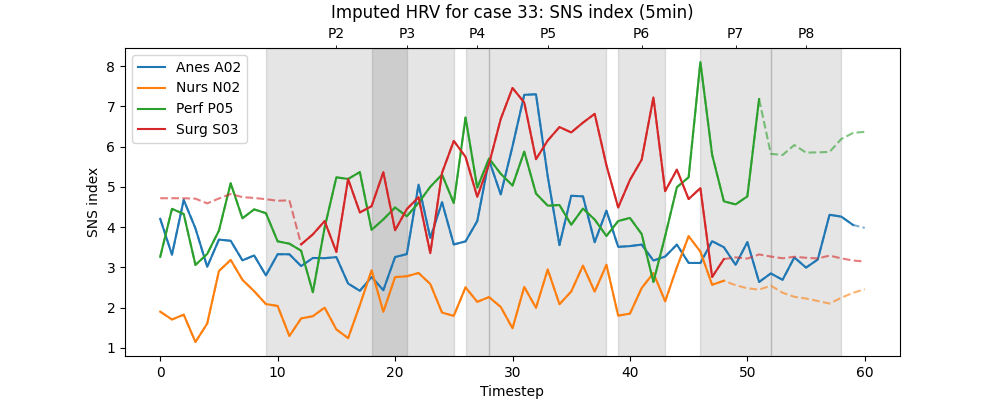 Imputed HRV for case 33: SNS index (5min)
P2 P3 P4 P5 P6 P7 P8
Anes A02
Nurs N02
Perf P05
Surg S03
SNS index
8
7
6
5
4
3
2
1
0 10 20 30 40 50 60
Timestep